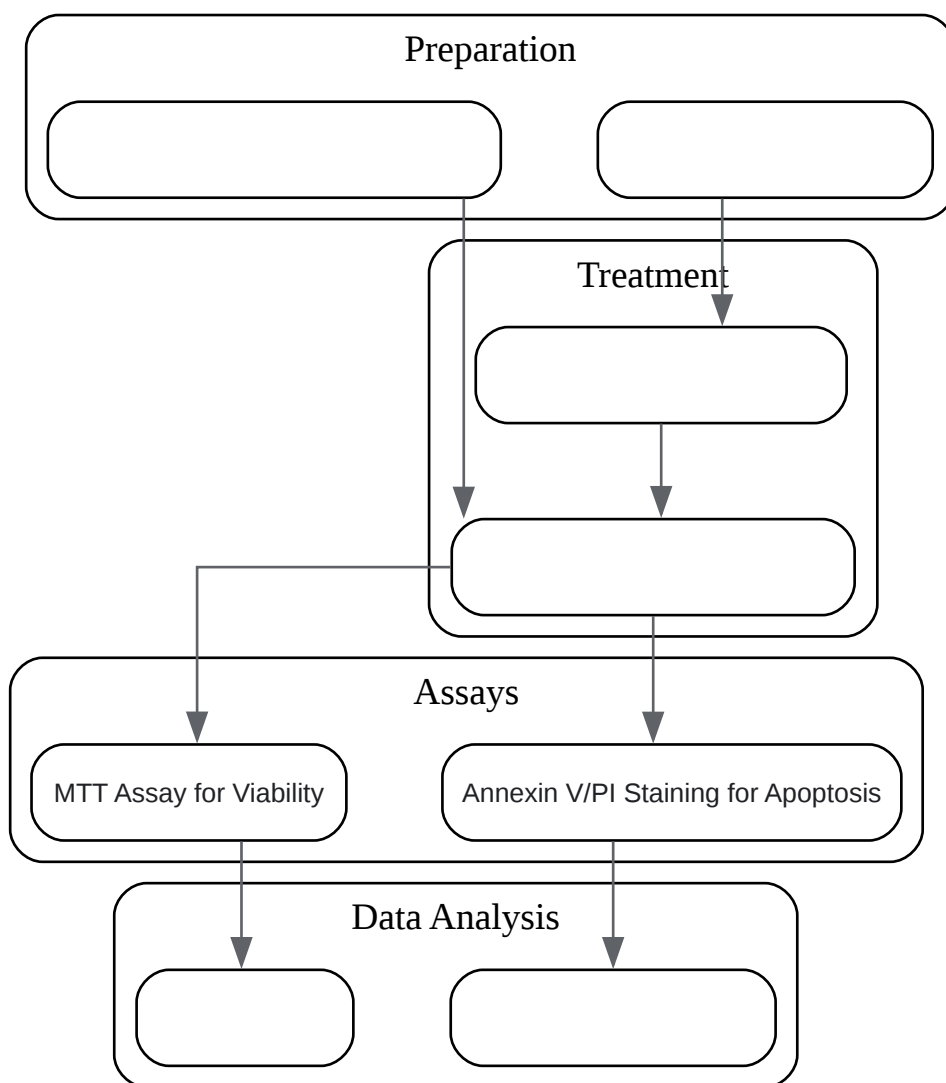 Preparation
Treatment
Assays
MTT Assay for Viability
Annexin V/PI Staining for Apoptosis
Data Analysis